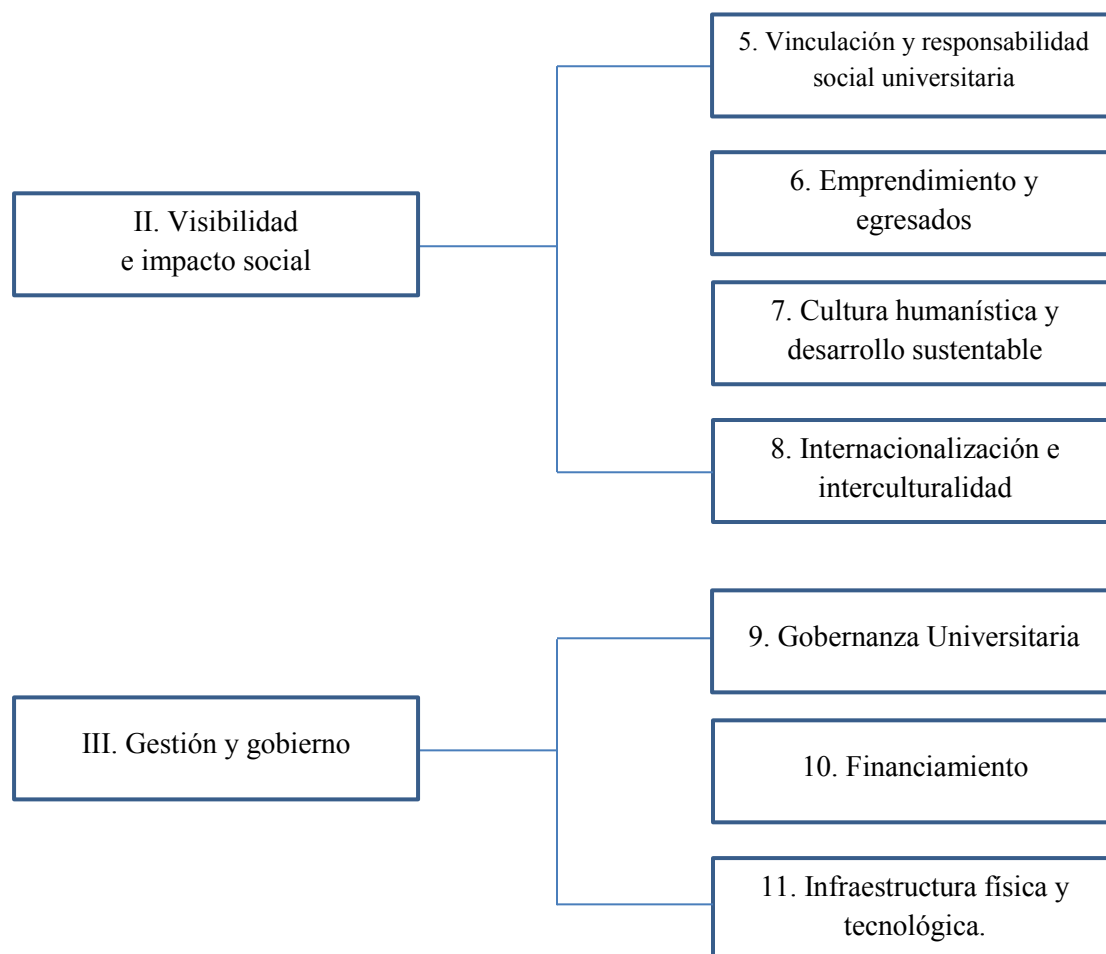 5. Vinculación y responsabilidad
social universitaria
6. Emprendimiento y
egresados
II. Visibilidad
e impacto social
7. Cultura humanística y
desarrollo sustentable
8. Internacionalización e
interculturalidad
9. Gobernanza Universitaria
III. Gestión y gobierno
10. Financiamiento
11. Infraestructura física y
tecnológica.